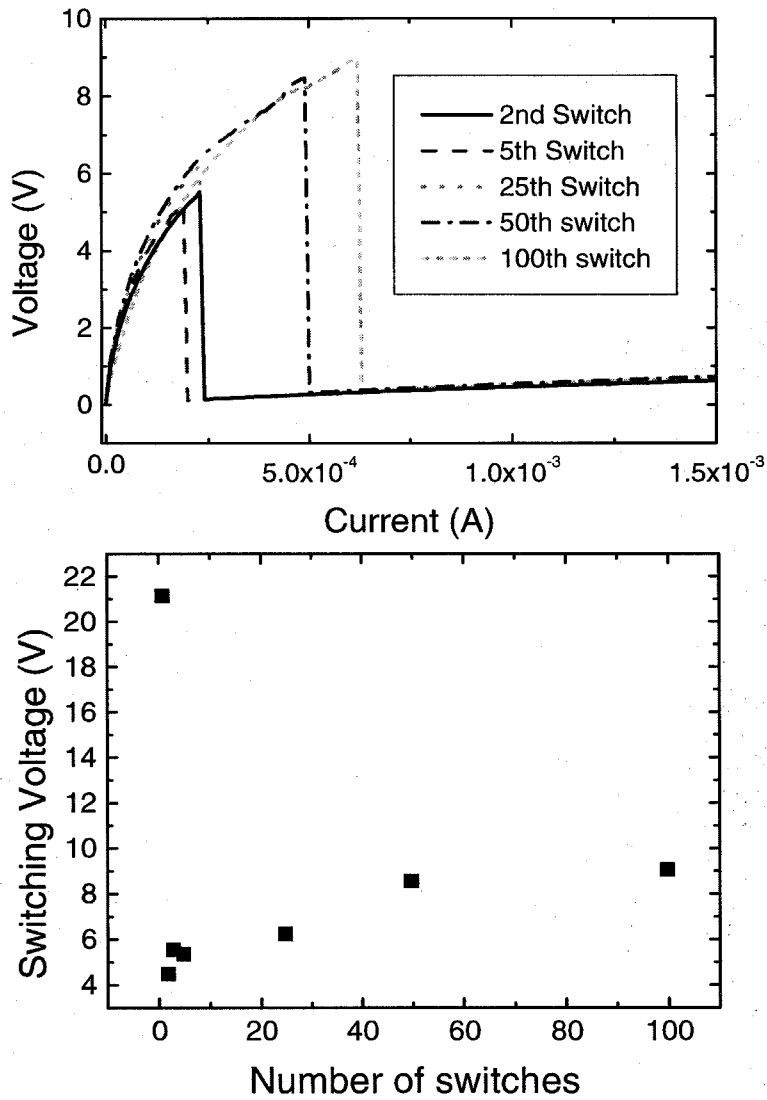 10
8
6
4
2
0
Voltage (V)
2nd Switch
5th Switch
25th Switch
50th switch
100th switch
0.0
5.0x10⁻⁴
1.0x10⁻³
1.5x10⁻³
Current (A)
22
20
18
16
14
12
10
8
6
4
Switching Voltage (V)
0
20
40
60
80
100
Number of switches